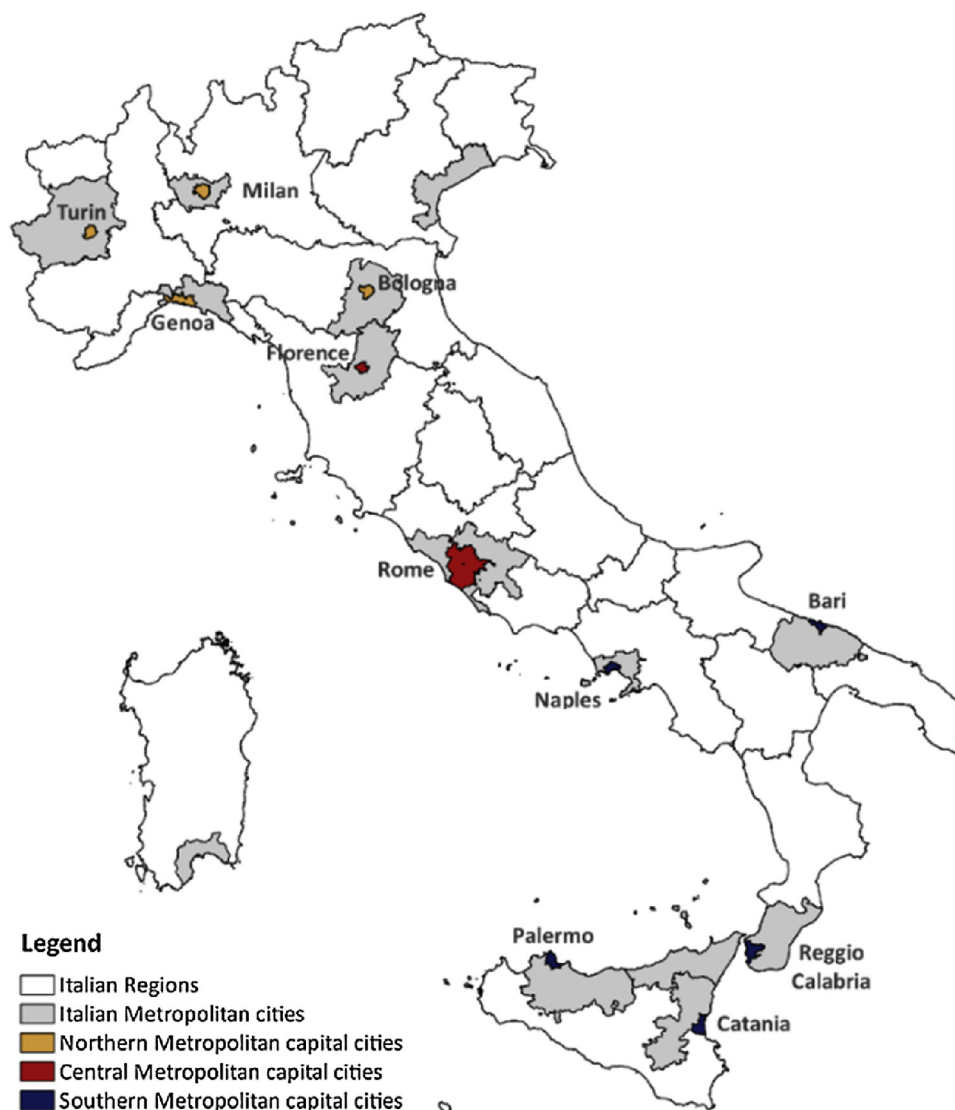 Milan
Turin
Bologna
Genoa
Florence
Rome
Bari
Naples
Palermo
Reggio
Calabria
Catania
Legend
Italian Regions
Italian Metropolitan cities
Northern Metropolitan capital cities
Central Metropolitan capital cities
Southern Metropolitan capital cities